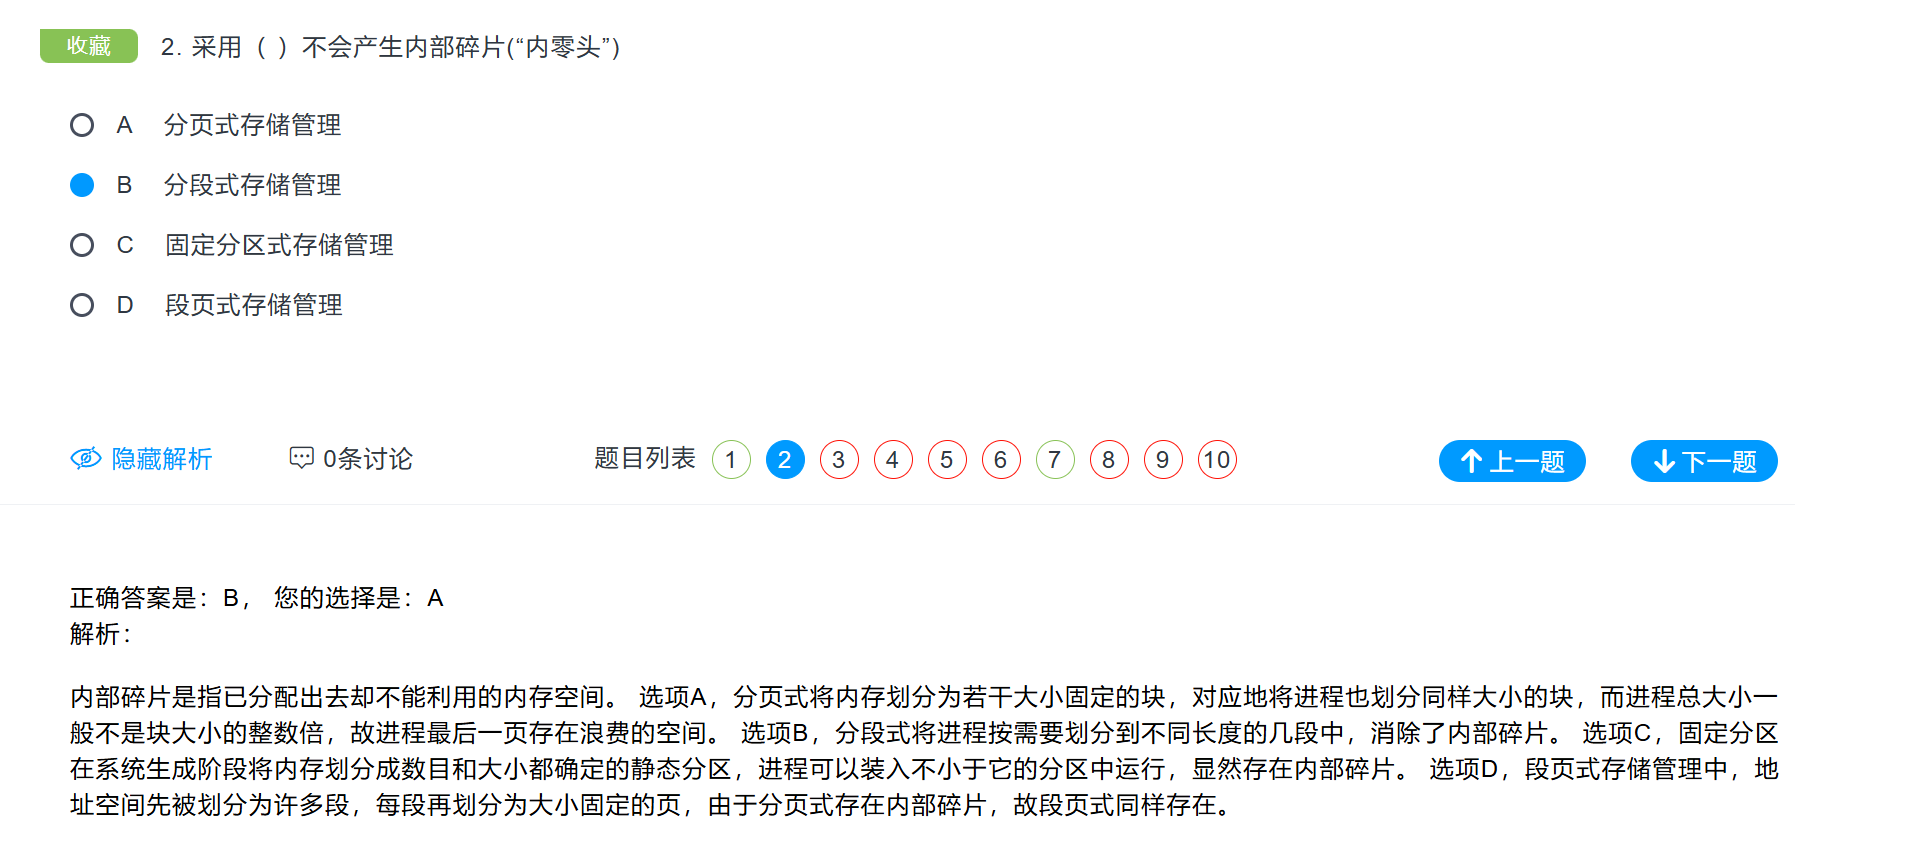 收藏 2. 采用（ ）不会产生内部碎片(“内零头”)
A 分页式存储管理
B 分段式存储管理
C 固定分区式存储管理
D 段页式存储管理
隐藏解析 0条讨论 题目列表 1 2 3 4 5 6 7 8 9 10 上一题 下一题
正确答案是：B， 您的选择是：A
解析：
内部碎片是指已分配出去却不能利用的内存空间。 选项A，分页式将内存划分为若干大小固定的块，对应地将进程也划分同样大小的块，而进程总大小一
般不是块大小的整数倍，故进程最后一页存在浪费的空间。 选项B，分段式将进程按需要划分到不同长度的几段中，消除了内部碎片。 选项C，固定分区
在系统生成阶段将内存划分成数目和大小都确定的静态分区，进程可以装入不小于它的分区中运行，显然存在内部碎片。 选项D，段页式存储管理中，地
址空间先被划分为许多段，每段再划分为大小固定的页，由于分页式存在内部碎片，故段页式同样存在。